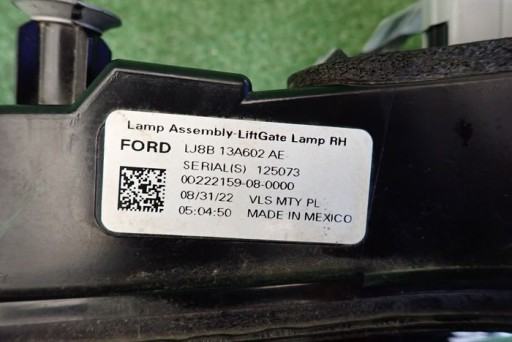 Lamp Assembly-LiftGate Lamp RH
FORD LJ8B 13A602 AE
SERIAL(S) 125073
00222159-08-0000
08/31/22 VLS MTY PL
05:04:50 MADE IN MEXICO